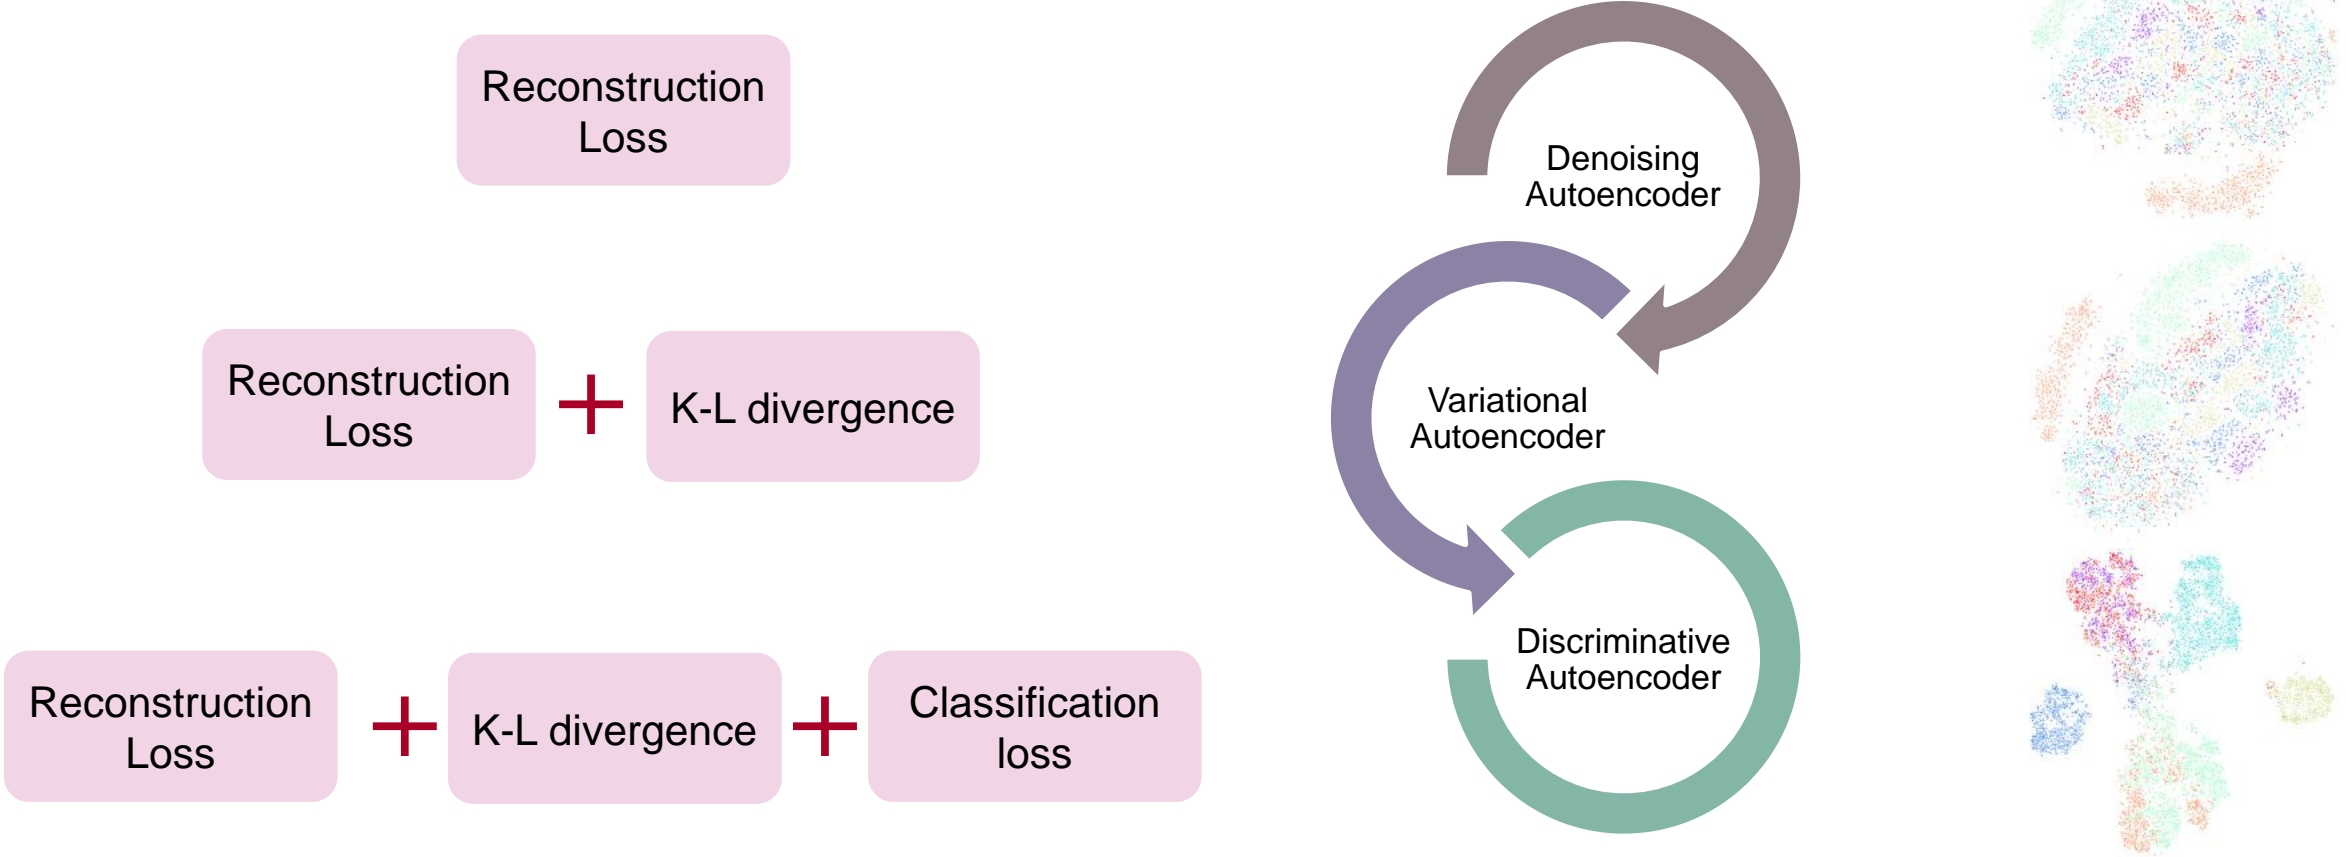 Reconstruction
Loss
Denoising
Autoencoder
Reconstruction
Loss
K-L divergence
Variational
Autoencoder
Reconstruction
Loss
K-L divergence
Classification
loss
Discriminative
Autoencoder